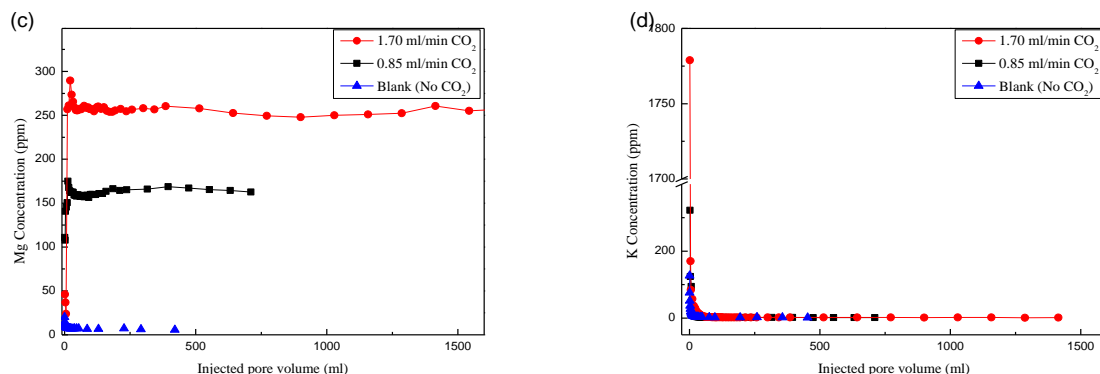 (c)
1.70 ml/min CO2
0.85 ml/min CO2
Blank (No CO2)
300
250
200
150
100
50
0
Mg Concentration (ppm)
0 500 1000 1500
Injected pore volume (ml)
(d)
1.70 ml/min CO2
0.85 ml/min CO2
Blank (No CO2)
1800
1750
1700
200
100
0
K Concentration (ppm)
0 500 1000 1500
Injected pore volume (ml)